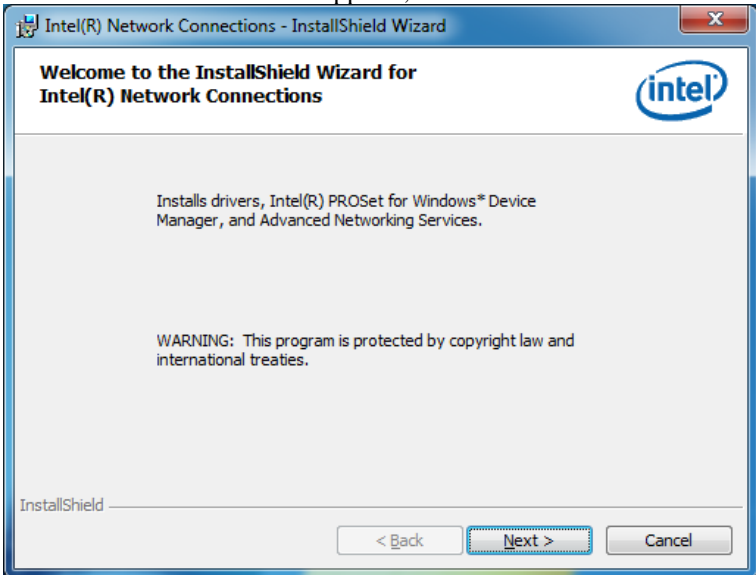 Intel(R) Network Connections - InstallShield Wizard
Welcome to the InstallShield Wizard for
Intel(R) Network Connections
intel
Installs drivers, Intel(R) PROSet for Windows* Device
Manager, and Advanced Networking Services.
WARNING: This program is protected by copyright law and
international treaties.
InstallShield
< Back
Next >
Cancel